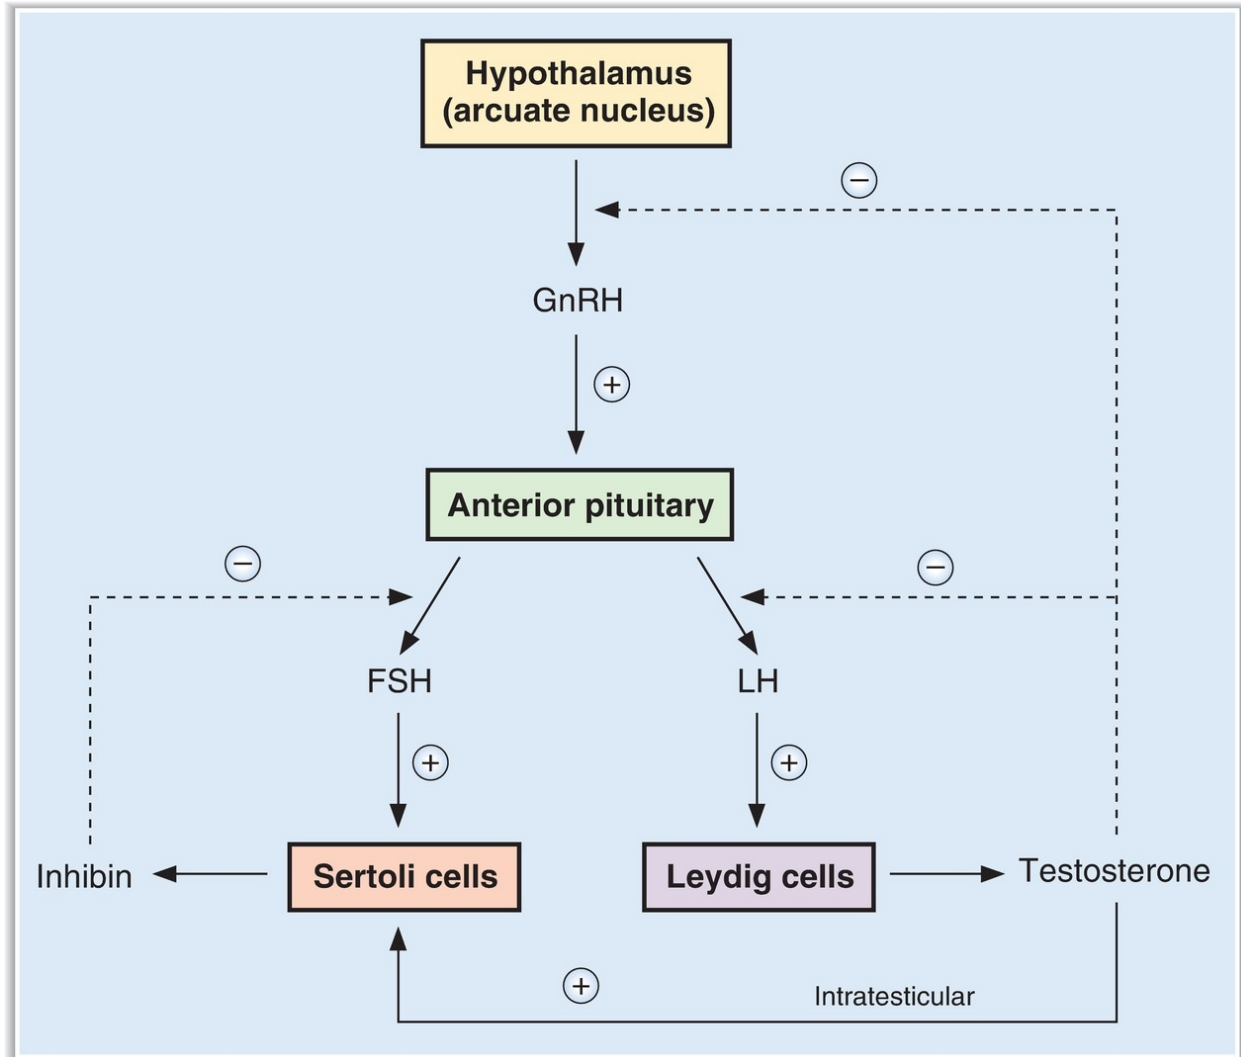 Hypothalamus
(arcuate nucleus)
−
GnRH
+
Anterior pituitary
−
−
FSH
LH
+
+
Inhibin
Sertoli cells
Leydig cells
Testosterone
+
Intratesticular